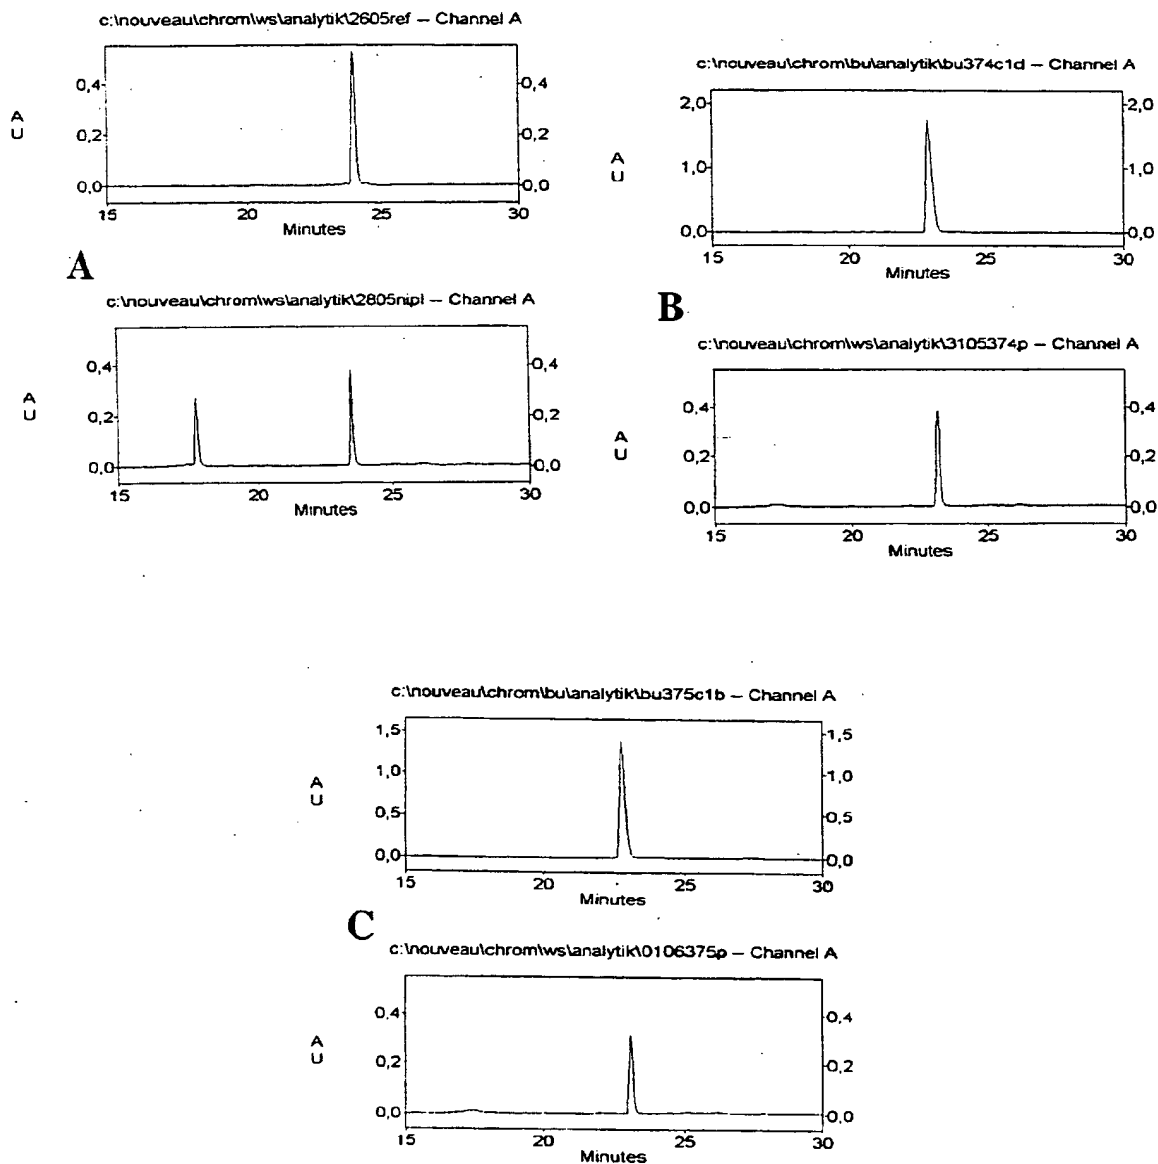 c:\nouveau\chrom\ws\analytik\2605ref – Channel A
A
U
0,4 0,4
0,2 0,2
0,0 0,0
15 20 25 30
Minutes
A
c:\nouveau\chrom\ws\analytik\2805nipl – Channel A
A
U
0,4 0,4
0,2 0,2
0,0 0,0
15 20 25 30
Minutes
c:\nouveau\chrom\bu\analytik\bu374c1d – Channel A
A
U
2,0 2,0
1,0 1,0
0,0 0,0
15 20 25 30
Minutes
B
c:\nouveau\chrom\ws\analytik\3105374p – Channel A
A
U
0,4 0,4
0,2 0,2
0,0 0,0
15 20 25 30
Minutes
c:\nouveau\chrom\bu\analytik\bu375c1b – Channel A
A
U
1,5 1,5
1,0 1,0
0,5 0,5
0,0 0,0
15 20 25 30
Minutes
C
c:\nouveau\chrom\ws\analytik\0106375p – Channel A
A
U
0,4 0,4
0,2 0,2
0,0 0,0
15 20 25 30
Minutes